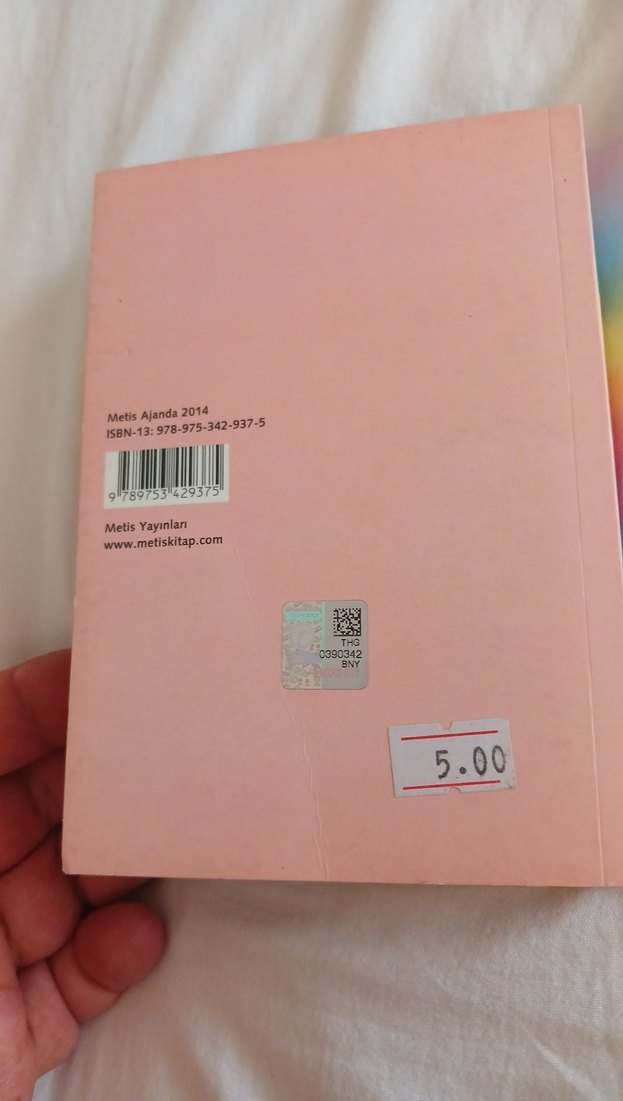 Metis Ajanda 2014
ISBN-13: 978-975-342-937-5
9 789753 429375
Metis Yayınları
www.metiskitap.com
THG
0390342
BNY
5.00